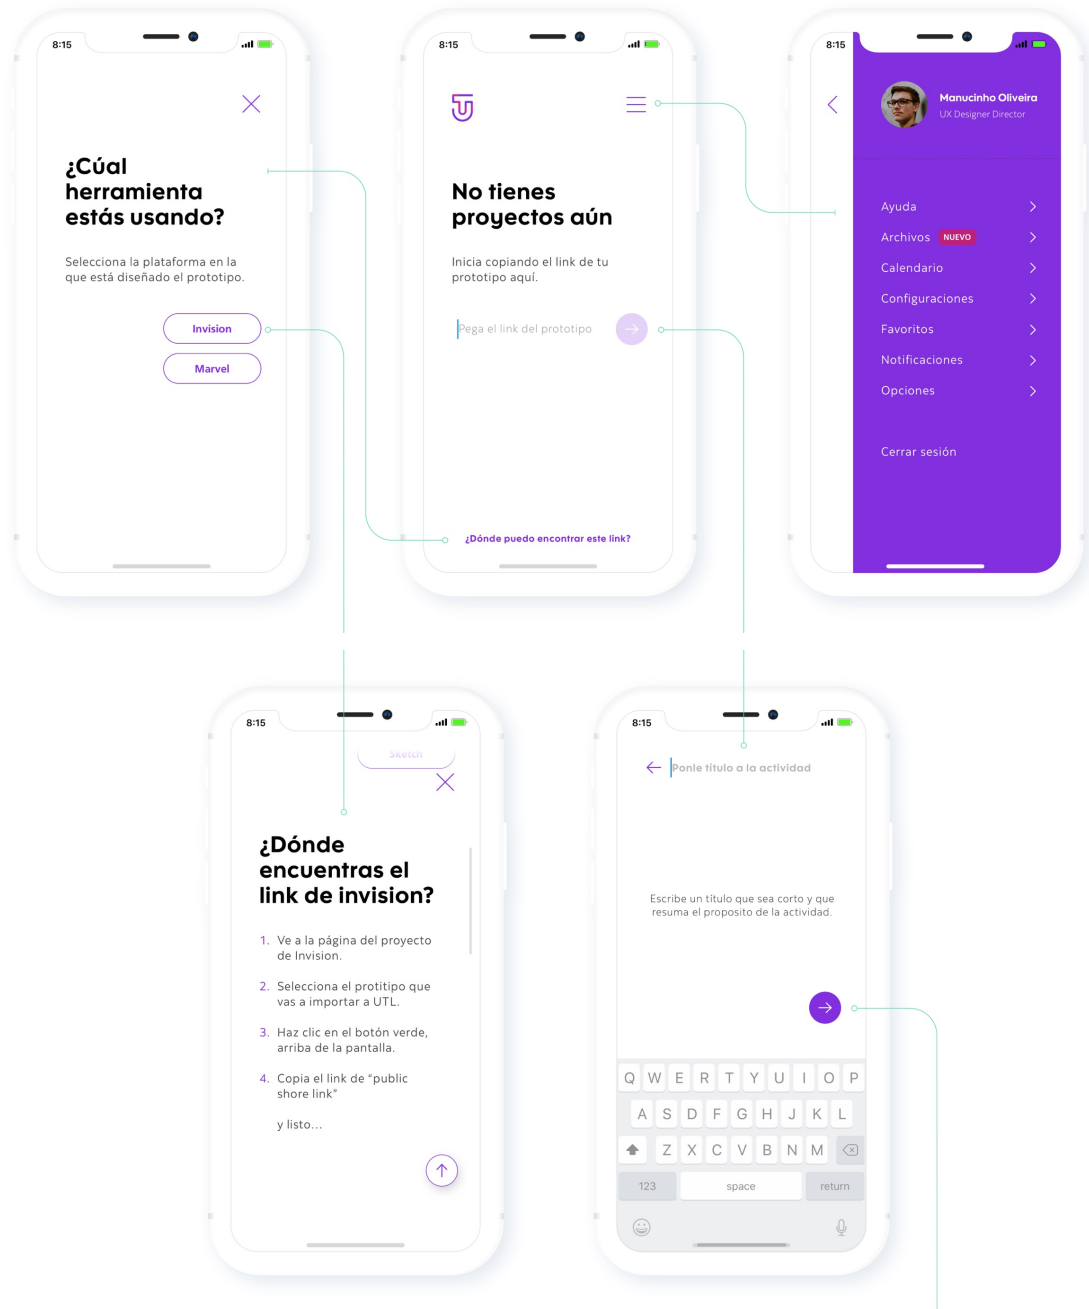 8:15
¿Cúal
herramienta
estás usando?
Selecciona la plataforma en la
que está diseñado el prototipo.
Invision
Marvel
8:15
No tienes
proyectos aún
Inicia copiando el link de tu
prototipo aquí.
Pega el link del prototipo
¿Dónde puedo encontrar este link?
8:15
Manucinho Oliveira
UX Designer Director
Ayuda
Archivos NUEVO
Calendario
Configuraciones
Favoritos
Notificaciones
Opciones
Cerrar sesión
8:15
Sketch
¿Dónde
encuentras el
link de invision?
1. Ve a la página del proyecto
de Invision.
2. Selecciona el protitipo que
vas a importar a UTL.
3. Haz clic en el botón verde,
arriba de la pantalla.
4. Copia el link de “public
shore link”
y listo...
8:15
Ponle título a la actividad
Escribe un título que sea corto y que
resuma el proposito de la actividad.
Q W E R T Y U I O P
A S D F G H J K L
Z X C V B N M
123 space return